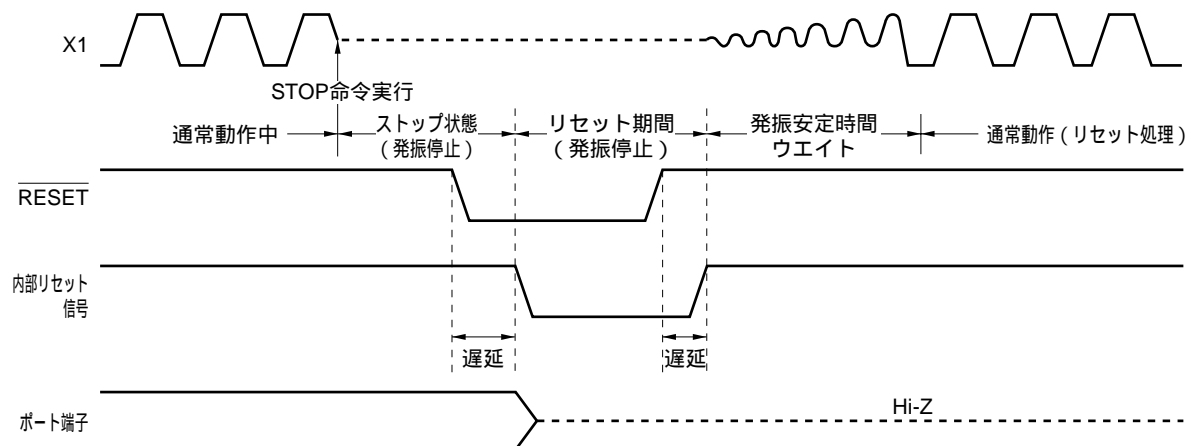 X1
STOP命令実行
通常動作中
ストップ状態
（発振停止）
リセット期間
（発振停止）
発振安定時間
ウエイト
通常動作（リセット処理）
RESET
内部リセット
信号
遅延
遅延
ポート端子
Hi-Z